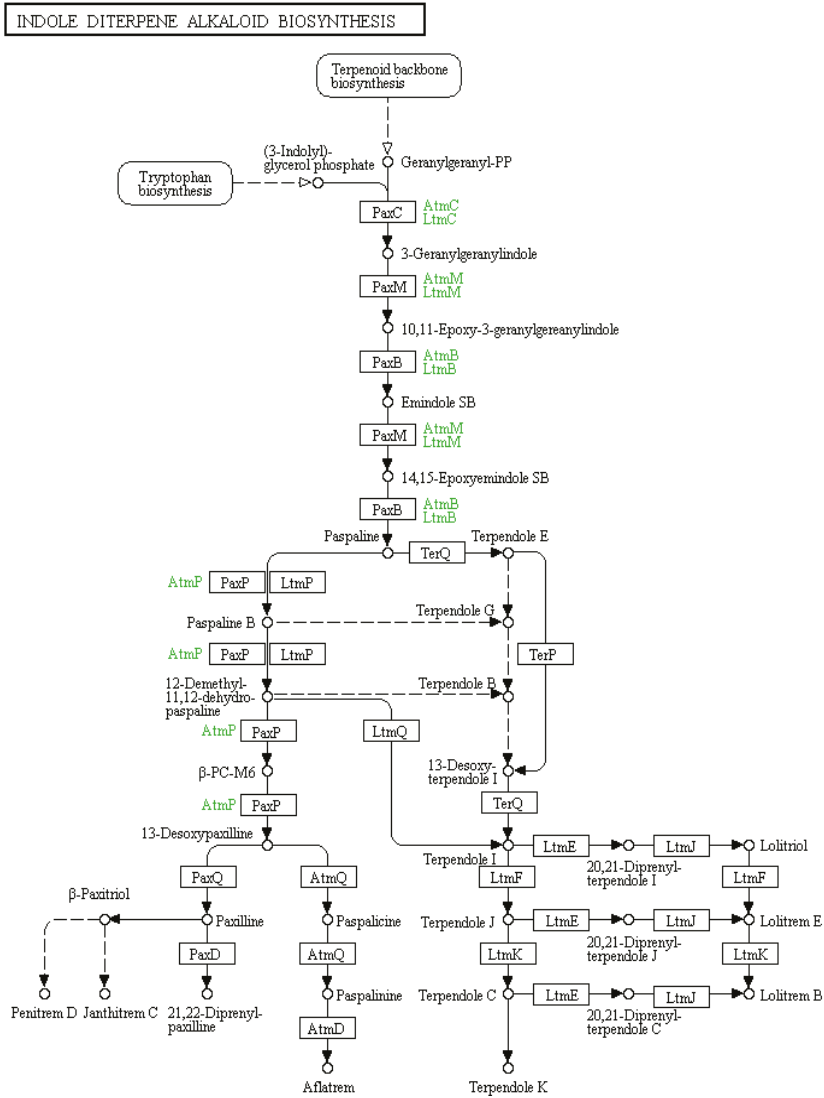 INDOLE DITERPENE ALKALOID BIOSYNTHESIS
Terpenoid backbone
biosynthesis
(3-Indolyl)-
glycerol phosphate
Geranylgeranyl-PP
Tryptophan
biosynthesis
PaxC
AtmC
LtmC
3-Geranylgeranylindole
PaxM
AtmM
LtmM
10,11-Epoxy-3-geranylgereanylindole
PaxB
AtmB
LtmB
Emindole SB
PaxM
AtmM
LtmM
14,15-Epoxyemindole SB
PaxB
AtmB
LtmB
Paspaline
TerQ
Terpendole E
AtmP
PaxP
LtmP
Paspaline B
Terpendole G
AtmP
PaxP
LtmP
TerP
12-Demethyl-
11,12-dehydro-
paspaline
Terpendole B
AtmP
PaxP
LtmQ
β-PC-M6
13-Desoxy-
terpendole I
AtmP
PaxP
TerQ
13-Desoxypaxilline
Terpendole I
LtmE
20,21-Diprenyl-
terpendole I
LtmJ
Lolitriol
PaxQ
AtmQ
LtmF
LtmF
β-Paxitriol
Paxilline
Paspalicine
Terpendole J
LtmE
20,21-Diprenyl-
terpendole J
LtmJ
Lolitrem E
PaxD
AtmQ
LtmK
LtmK
Penitrem D
Janthitrem C
21,22-Diprenyl-
paxilline
Paspalinine
Terpendole C
LtmE
20,21-Diprenyl-
terpendole C
LtmJ
Lolitrem B
AtmD
Aflatrem
Terpendole K